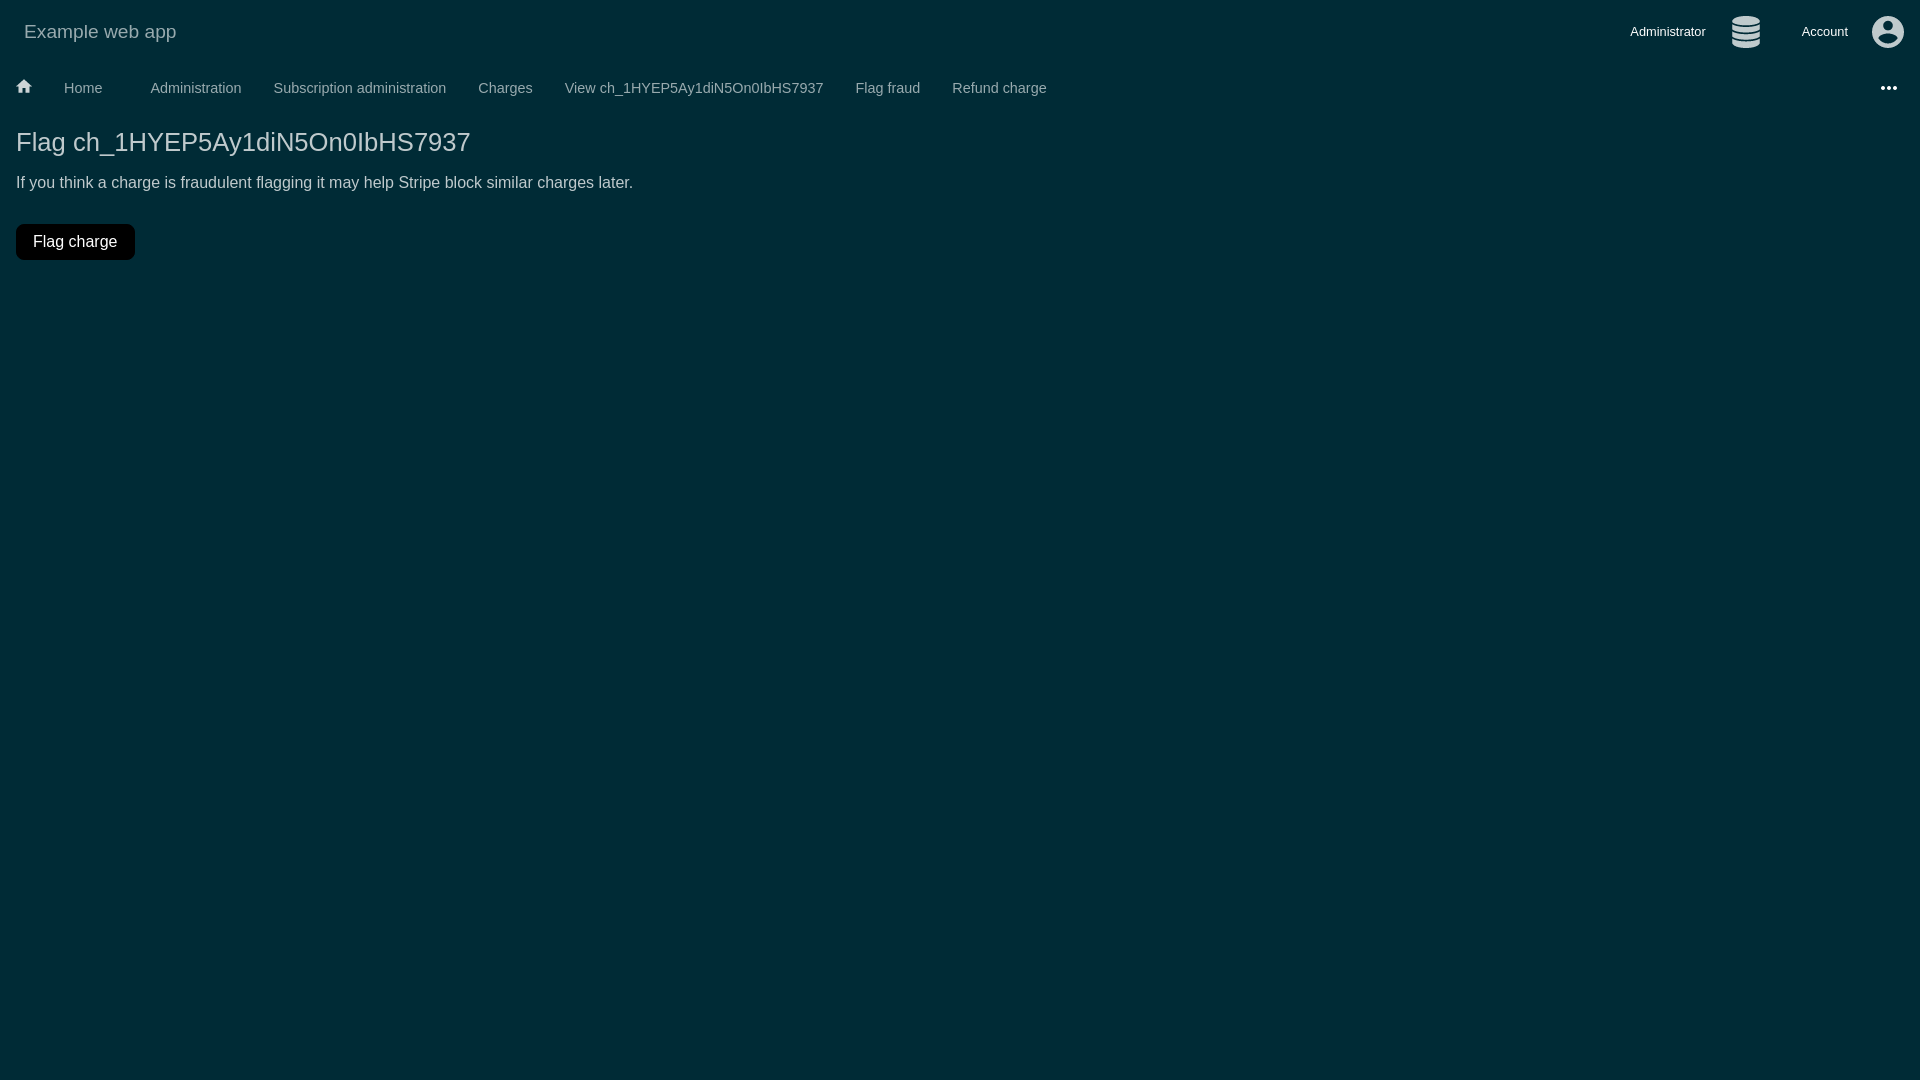 Example web app
Administrator
Account
Home Administration Subscription administration Charges View ch_1HYEP5Ay1diN5On0IbHS7937 Flag fraud Refund charge
Flag ch_1HYEP5Ay1diN5On0IbHS7937
If you think a charge is fraudulent flagging it may help Stripe block similar charges later.
Flag charge